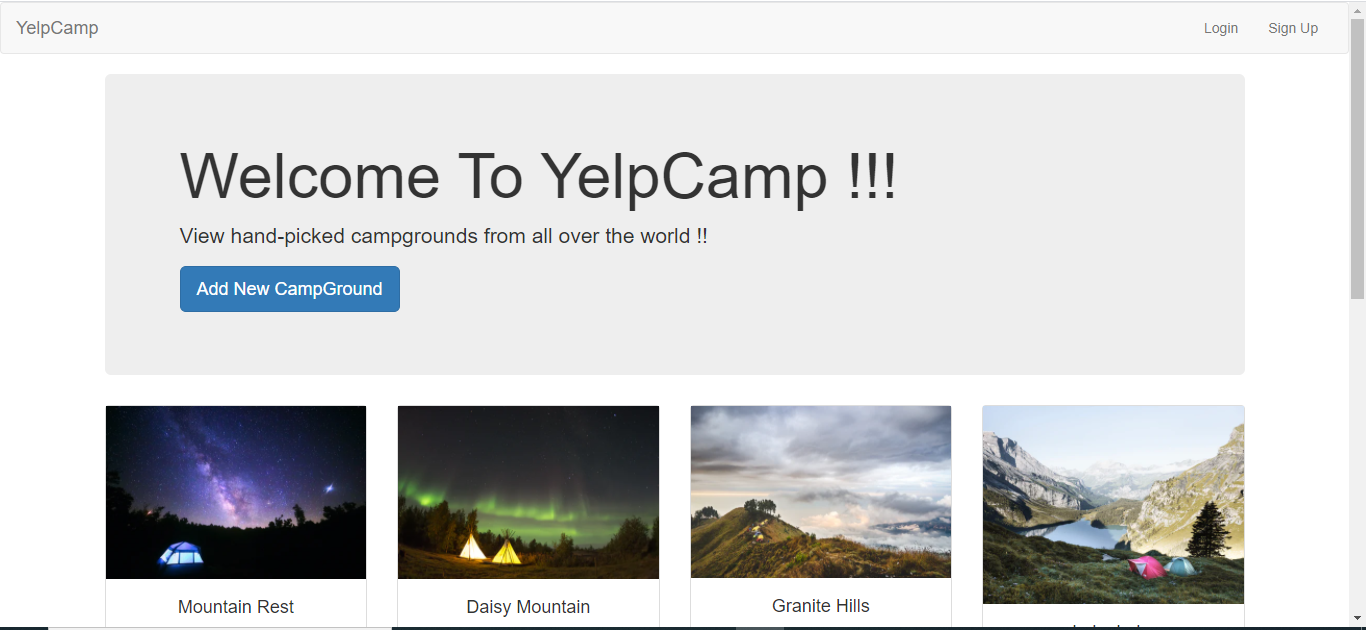 YelpCamp
Login
Sign Up
Welcome To YelpCamp !!!
View hand-picked campgrounds from all over the world !!
Add New CampGround
Mountain Rest
Daisy Mountain
Granite Hills